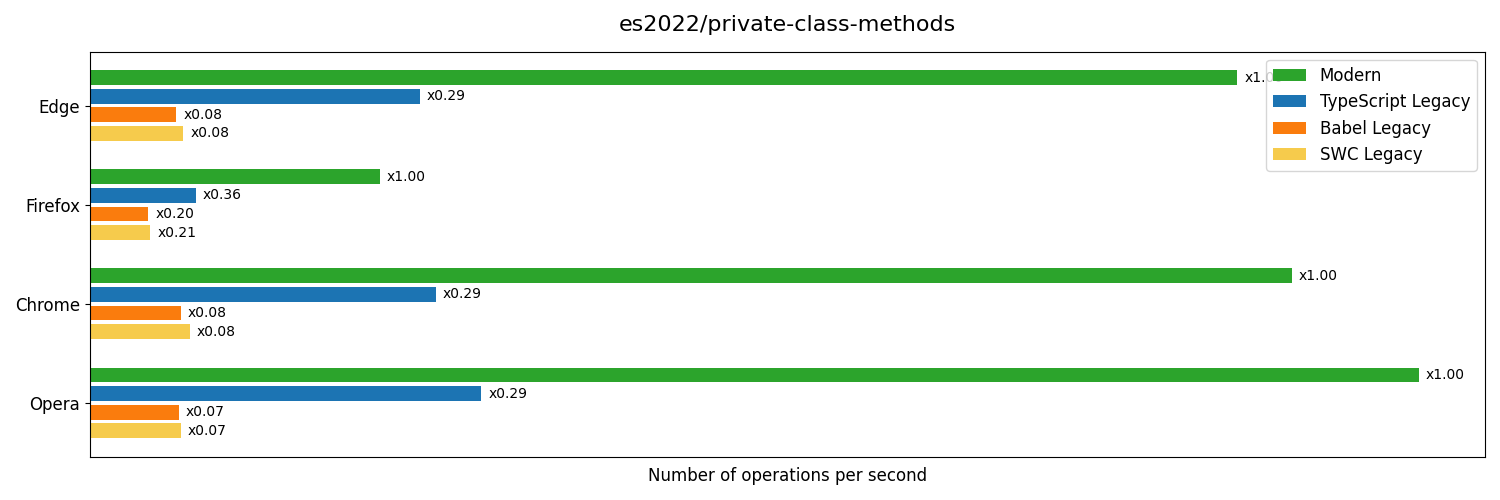 es2022/private-class-methods
Edge
x0.29
x0.08
x0.08
Modern
TypeScript Legacy
Babel Legacy
SWC Legacy
Firefox
x1.00
x0.36
x0.20
x0.21
Chrome
x1.00
x0.29
x0.08
x0.08
Opera
x1.00
x0.29
x0.07
x0.07
Number of operations per second